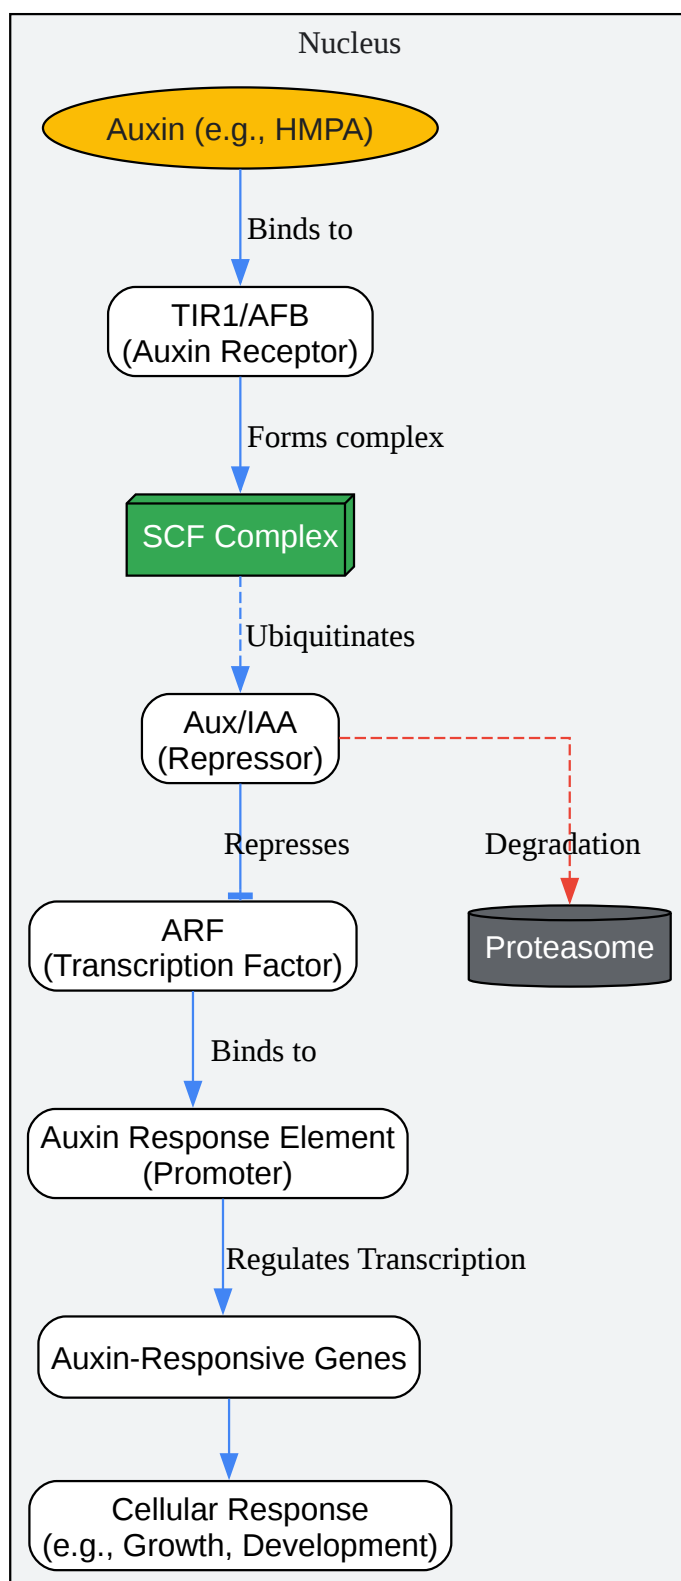 Nucleus
Auxin (e.g., HMPA)
Binds to
TIR1/AFB
(Auxin Receptor)
Forms complex
SCF Complex
Ubiquitinates
Aux/IAA
(Repressor)
Represses
Degradation
ARF
(Transcription Factor)
Proteasome
Binds to
Auxin Response Element
(Promoter)
Regulates Transcription
Auxin-Responsive Genes
Cellular Response
(e.g., Growth, Development)